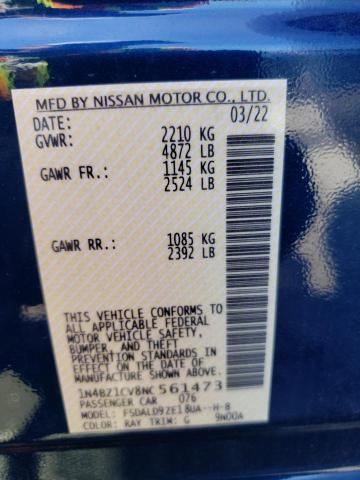 MFD BY NISSAN MOTOR CO., LTD.
DATE: 03/22
GVWR: 2210 KG
4872 LB
GAWR FR.: 1145 KG
2524 LB
GAWR RR.: 1085 KG
2392 LB
THIS VEHICLE CONFORMS TO
ALL APPLICABLE FEDERAL
MOTOR VEHICLE SAFETY,
BUMPER, AND THEFT
PREVENTION STANDARDS
IN EFFECT ON THE DATE OF
MANUFACTURE SHOWN ABOVE.
1N4BZ1CV8NC561473
PASSENGER CAR 076
FSDALD9ZE18UA--H-8
COLOR: RAY TRIM: G 9N00A